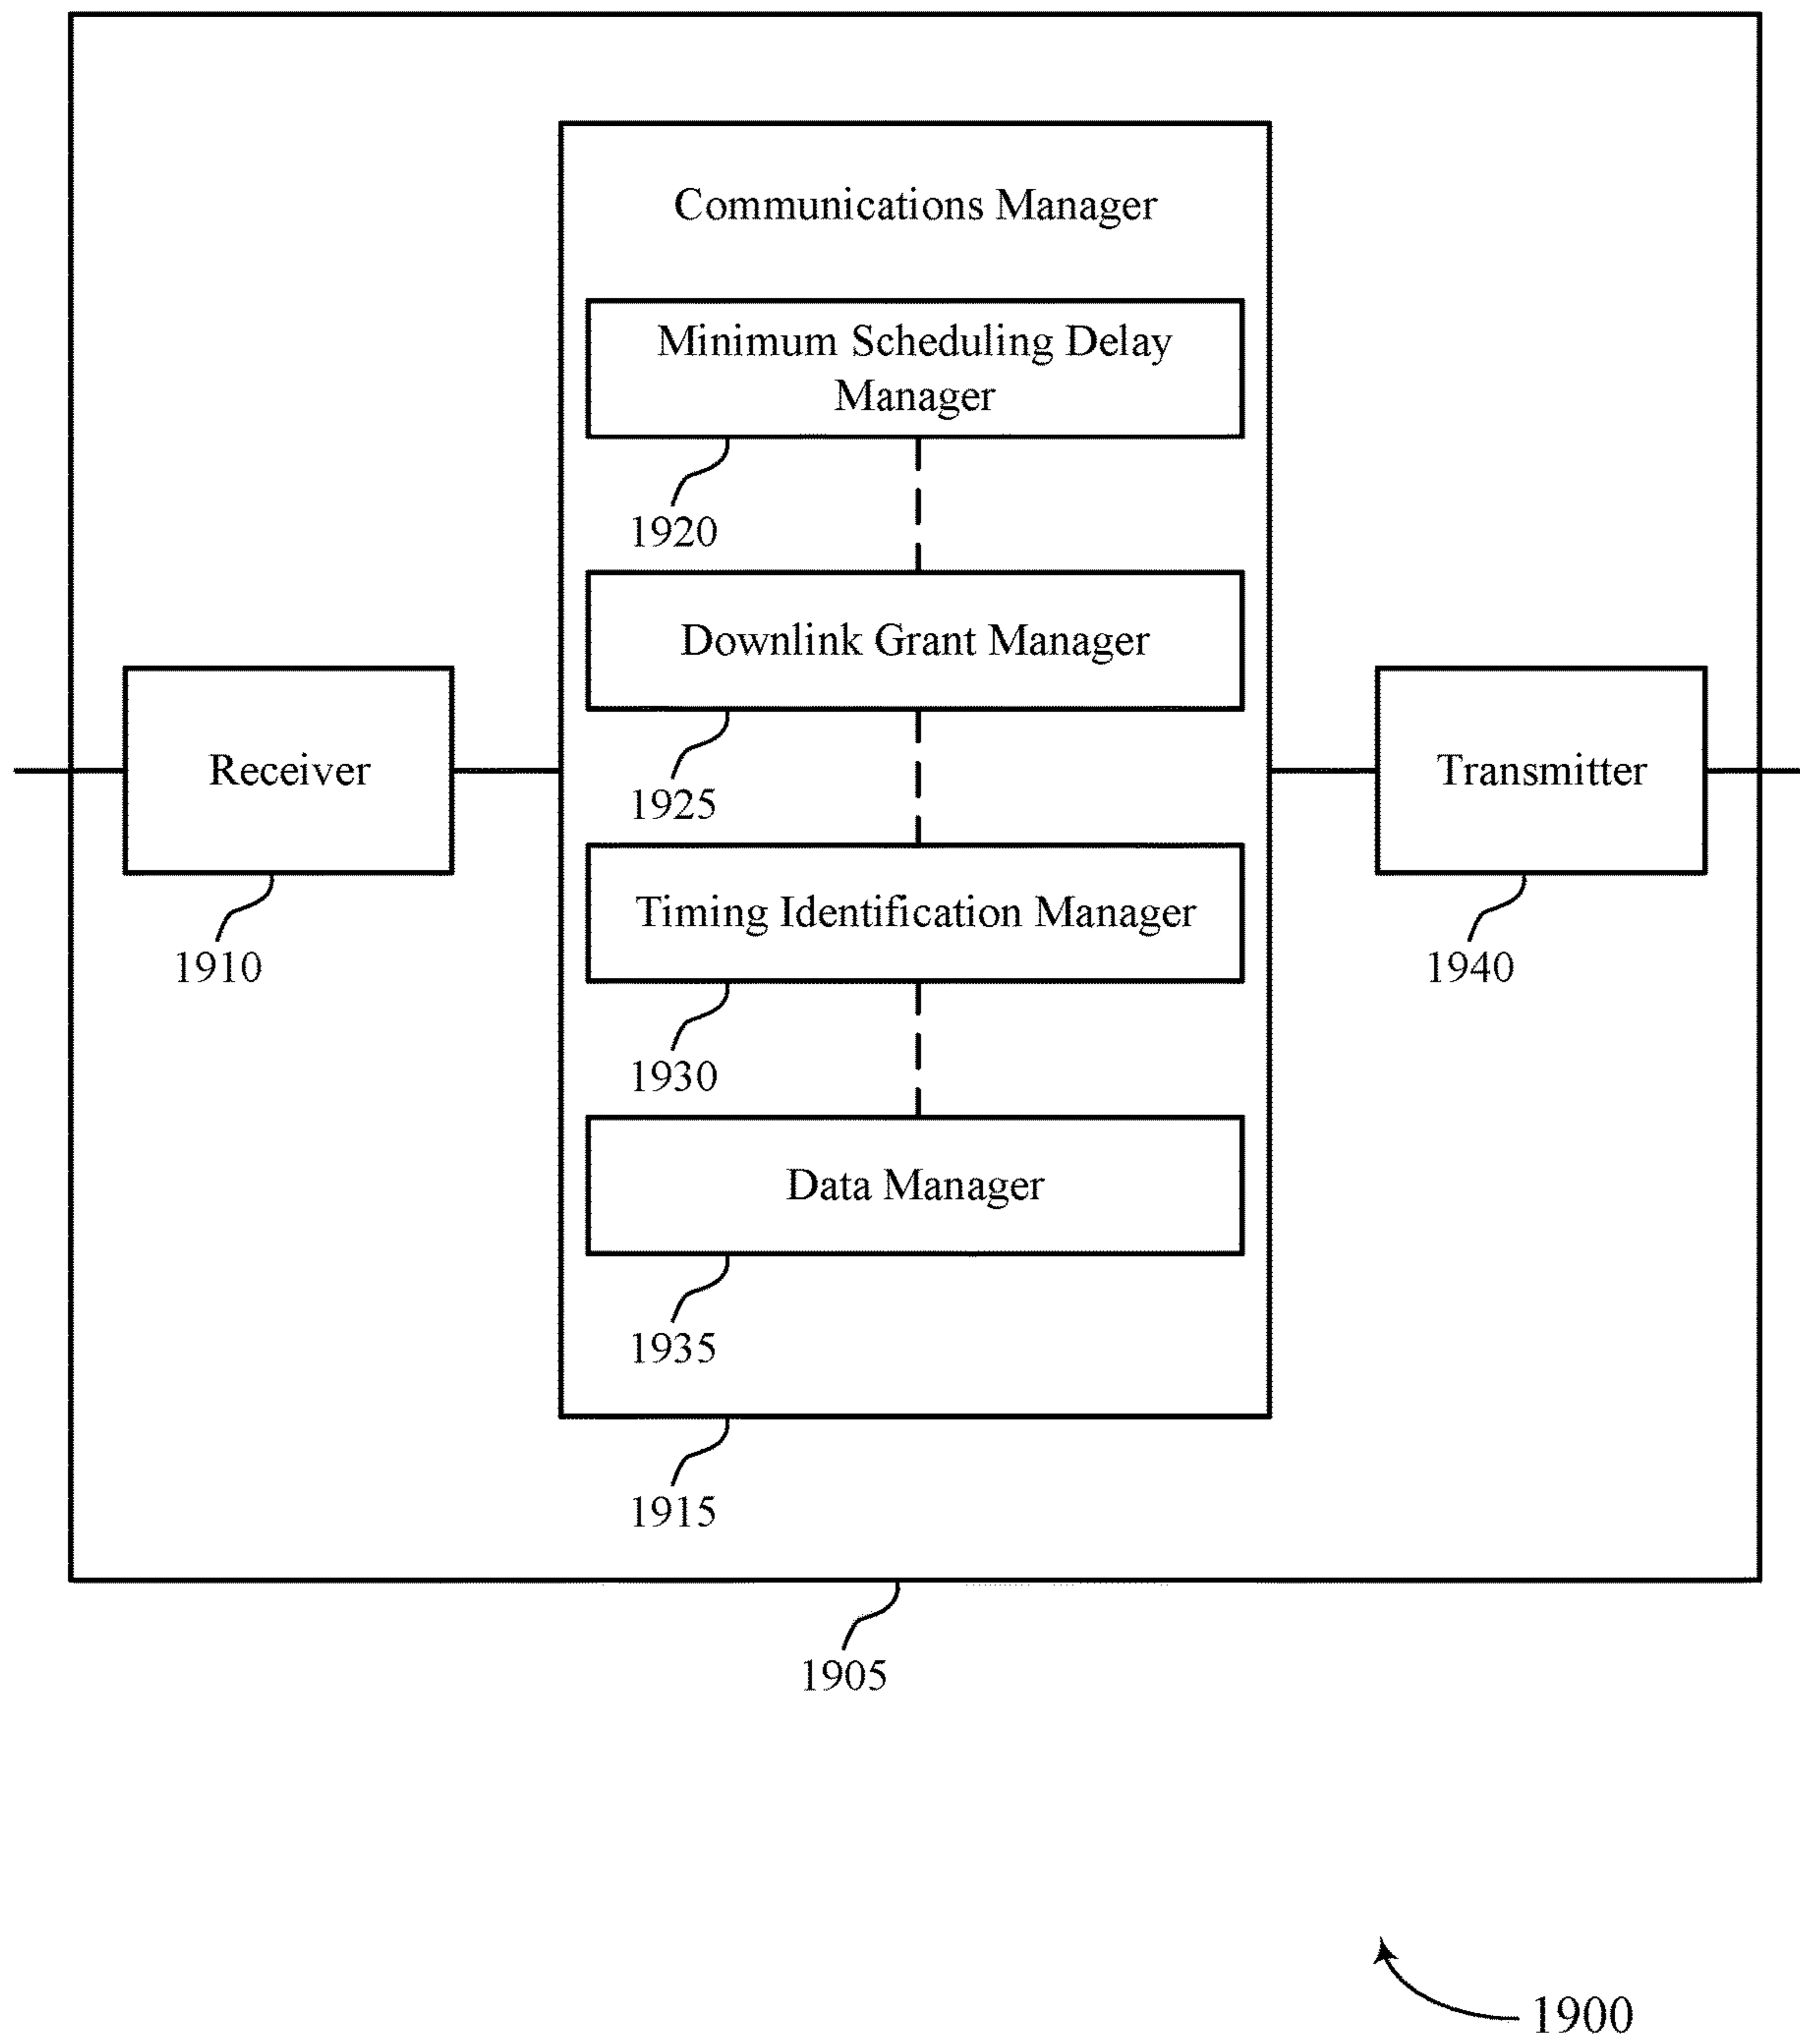 Communications Manager
Minimum Scheduling Delay
Manager
1920
Downlink Grant Manager
1925
Receiver
1910
Transmitter
1940
Timing Identification Manager
1930
Data Manager
1935
1915
1905
1900